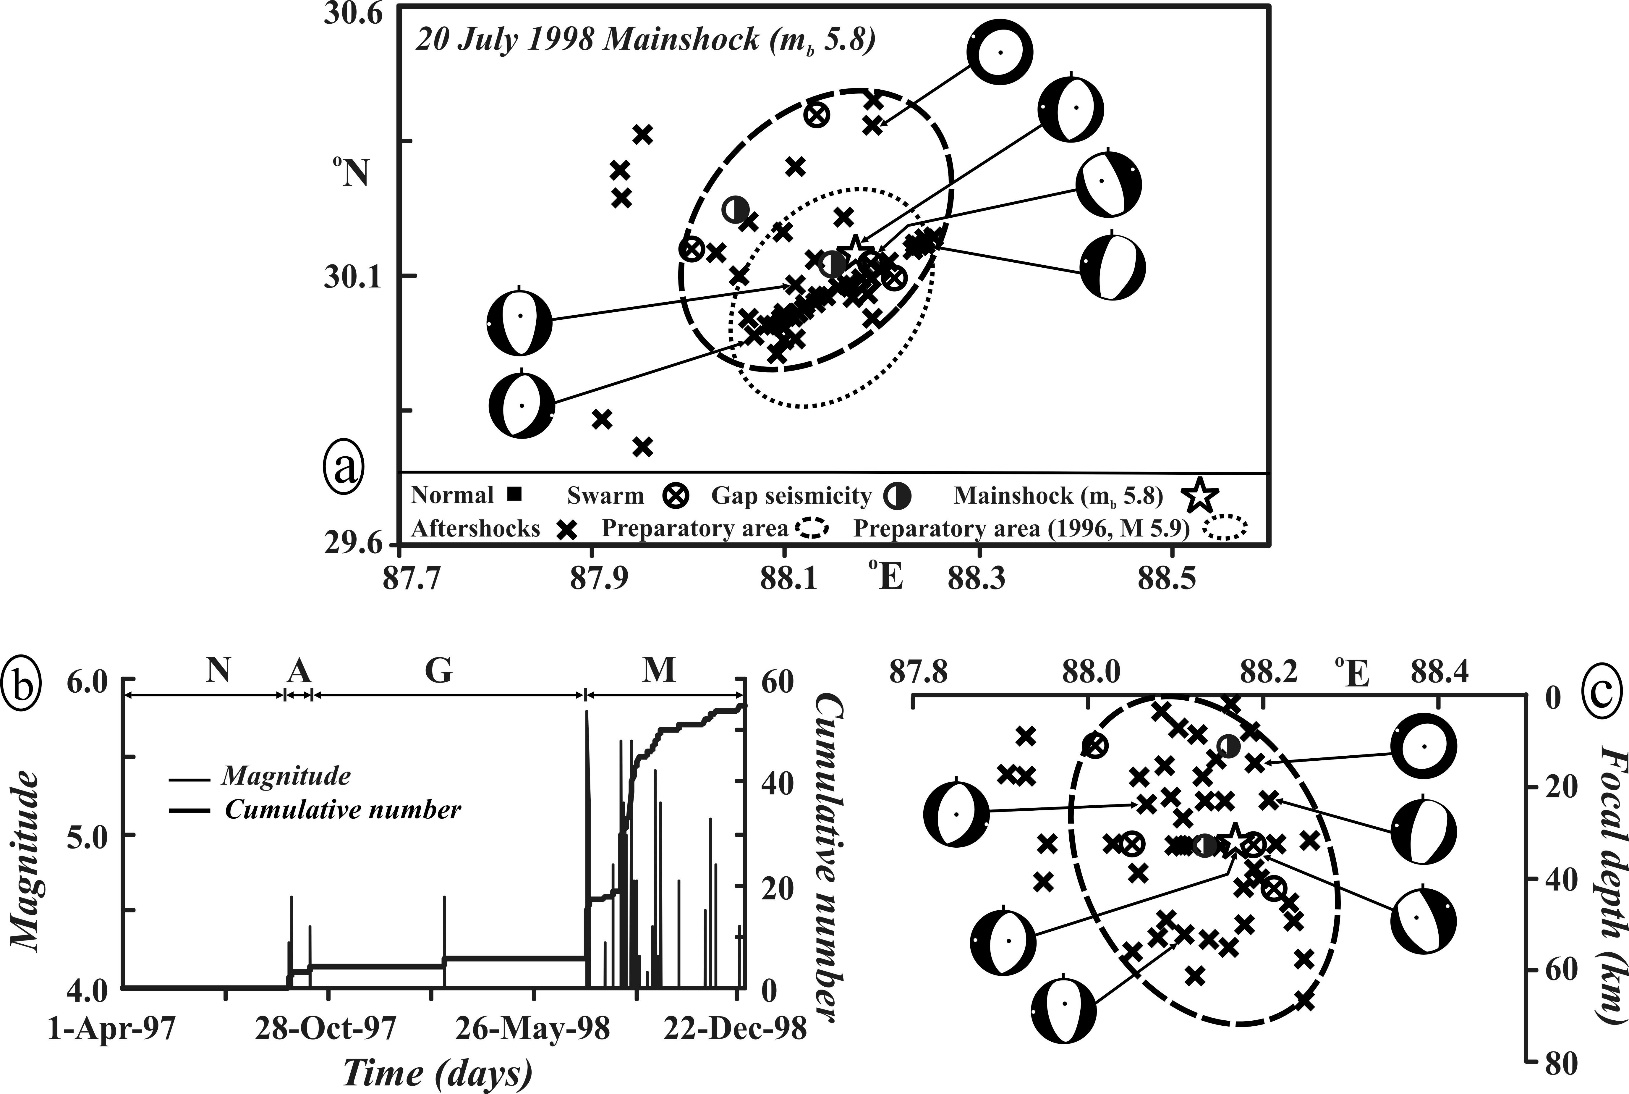 30.6
20 July 1998 Mainshock (mb 5.8)
°N
30.1
a
Normal Swarm Gap seismicity Mainshock (mb 5.8)
Aftershocks Preparatory area Preparatory area (1996, M 5.9)
29.6
87.7 87.9 88.1 °E 88.3 88.5
b
N A G M
6.0 60
Magnitude
Cumulative number
5.0 40
20
4.0 0
Magnitude
Cumulative number
1-Apr-97 28-Oct-97 26-May-98 22-Dec-98
Time (days)
87.8 88.0 88.2 °E 88.4
c
0
20
40
60
80
Focal depth (km)